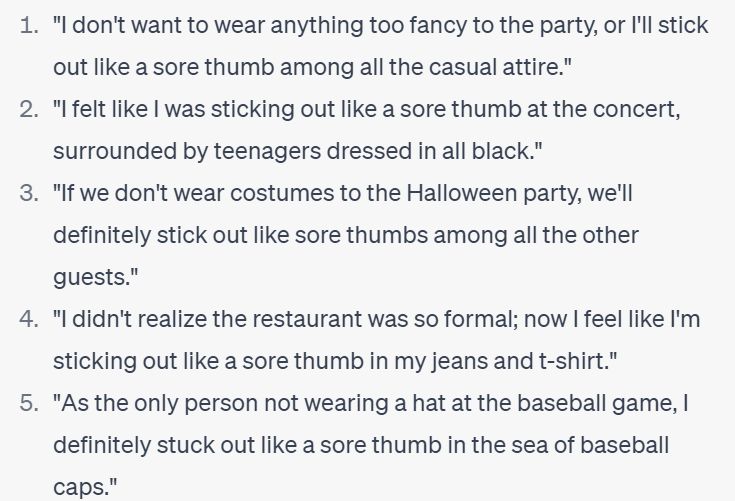 1. "I don't want to wear anything too fancy to the party, or I'll stick
out like a sore thumb among all the casual attire."
2. "I felt like I was sticking out like a sore thumb at the concert,
surrounded by teenagers dressed in all black."
3. "If we don't wear costumes to the Halloween party, we'll
definitely stick out like sore thumbs among all the other
guests."
4. "I didn't realize the restaurant was so formal; now I feel like I'm
sticking out like a sore thumb in my jeans and t-shirt."
5. "As the only person not wearing a hat at the baseball game, I
definitely stuck out like a sore thumb in the sea of baseball
caps."